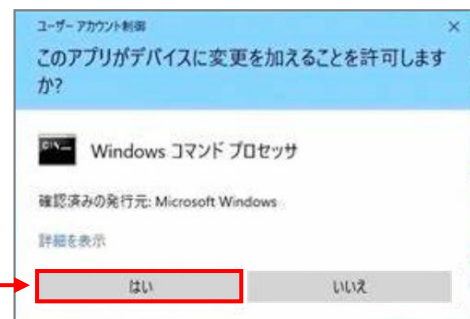 ユーザー アカウント制御
このアプリがデバイスに変更を加えることを許可します
か?
Windows コマンド プロセッサ
確認済みの発行元: Microsoft Windows
詳細を表示
はい
いいえ